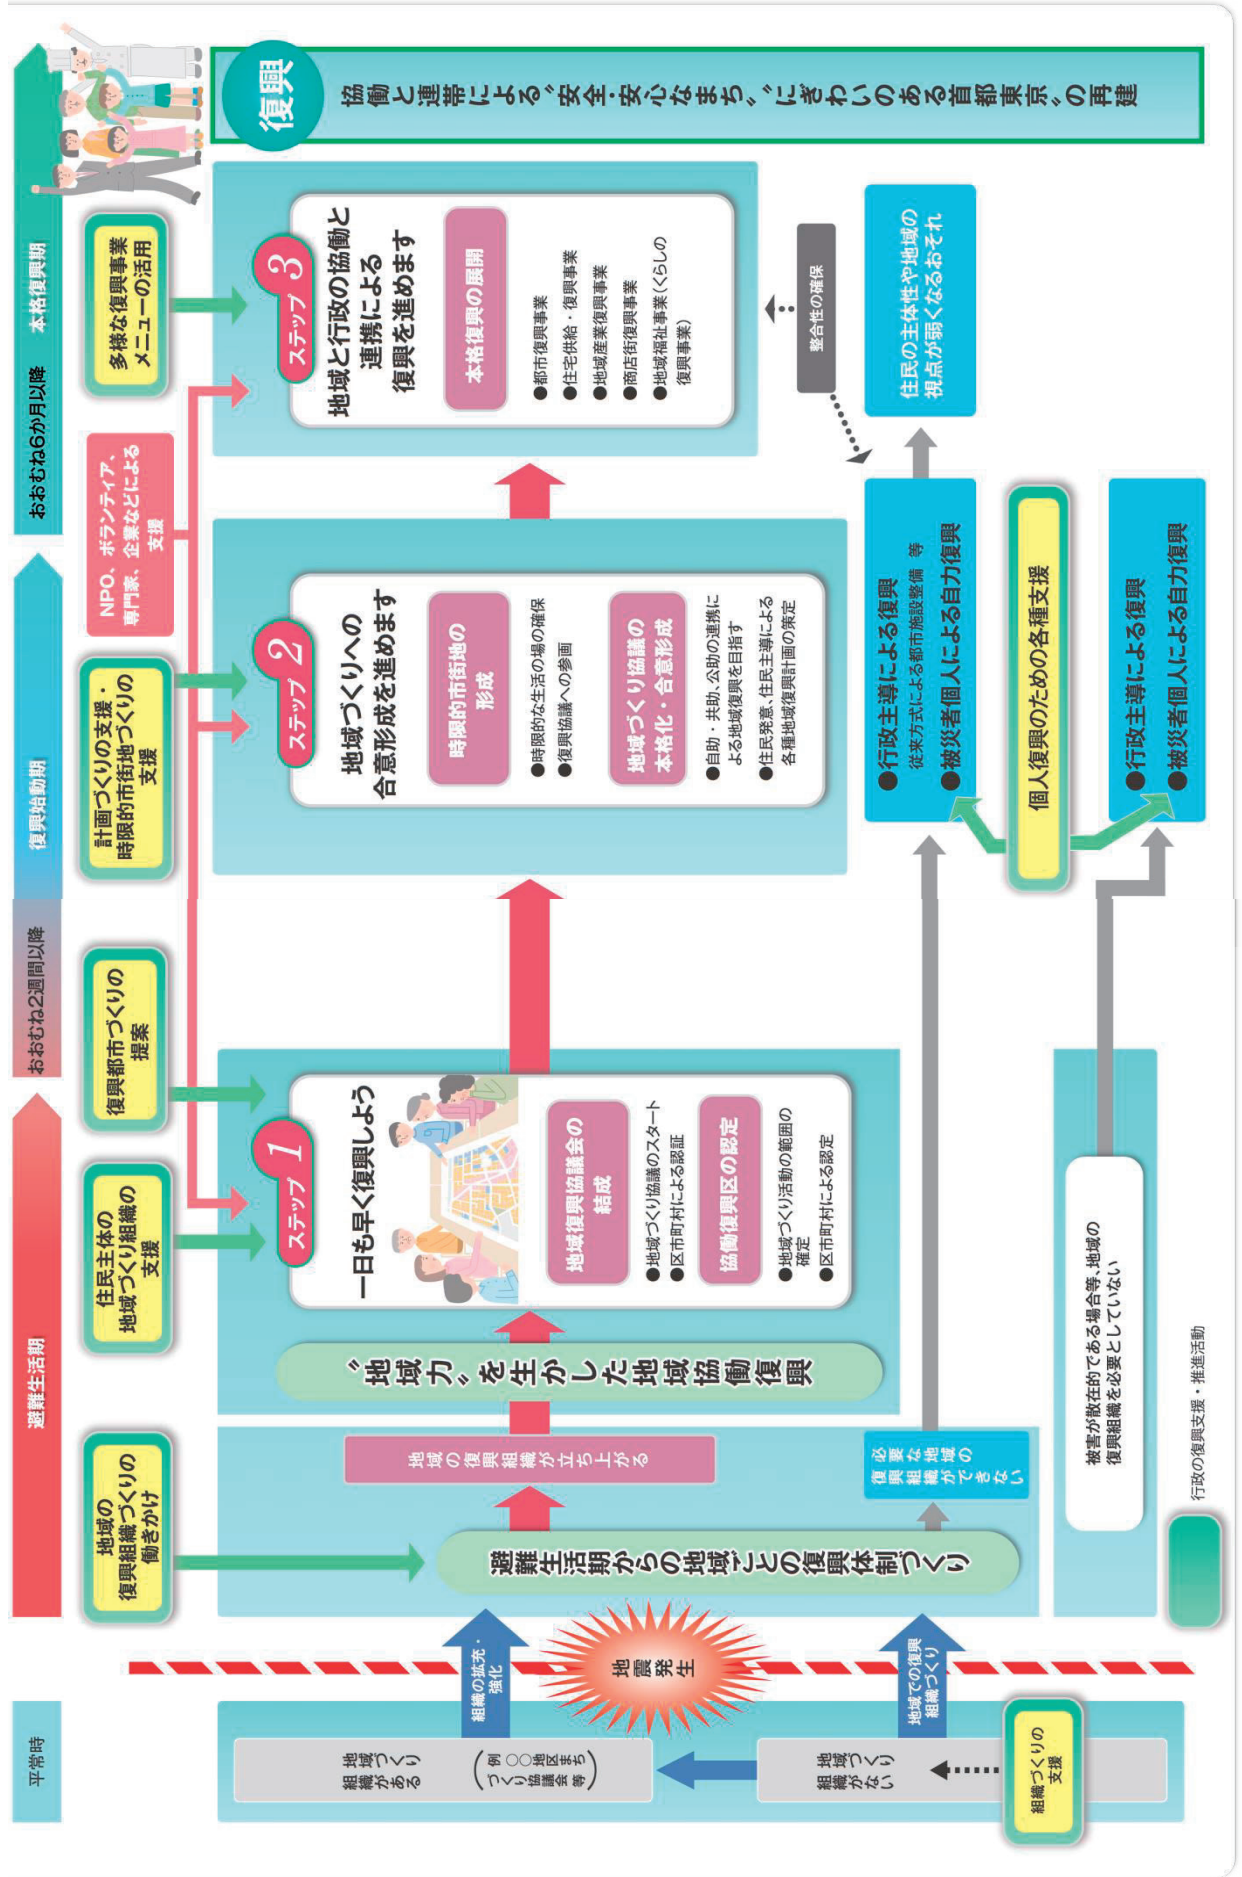 平常時
避難生活期
おおむね2週間以降
復興始動期
おおむね6か月以降
本格復興期
地域の
復興組織づくりの
働きかけ
住民主体の
地域づくり組織の
支援
復興都市づくりの
提案
計画づくりの支援・
時限的市街地づくりの
支援
NPO、ボランティア、
専門家、企業などによる
支援
多様な復興事業
メニューの活用
地域づくり
組織がある
(例 〇〇地区まち
づくり協議会 等)
地域づくり
組織がない
組織づくりの
支援
組織の拡充・
強化
地震発生
地域での復興
組織づくり
避難生活期からの地域ごとの復興体制づくり
地域の復興組織が立ち上がる
必要な地域の
復興組織ができない
〝地域力〟を生かした地域協働復興
ステップ1
一日も早く復興しよう
地域復興協議会の
結成
●地域づくり協議のスタート
●区市町村による認証
協働復興区の認定
●地域づくり活動の範囲の
確定
●区市町村による認定
ステップ2
地域づくりへの
合意形成を進めます
時限的市街地の
形成
●時限的な生活の場の確保
●復興協議への参画
地域づくり協議の
本格化・合意形成
●自助・共助、公助の連携に
よる地域復興を目指す
●住民発意、住民主導による
各種地域復興計画の策定
ステップ3
地域と行政の協働と
連携による
復興を進めます
本格復興の展開
●都市復興事業
●住宅供給・復興事業
●地域産業復興事業
●商店街復興事業
●地域福祉事業(くらしの
復興事業)
復興
協働と連帯による〝安全・安心なまち〟〝にぎわいのある首都東京〟の再建
整合性の確保
●行政主導による復興
従来方式による都市施設整備 等
●被災者個人による自力復興
住民の主体性や地域の
視点が弱くなるおそれ
個人復興のための各種支援
被害が散在的である場合等、地域の
復興組織を必要としていない
●行政主導による復興
●被災者個人による自力復興
行政の復興支援・推進活動